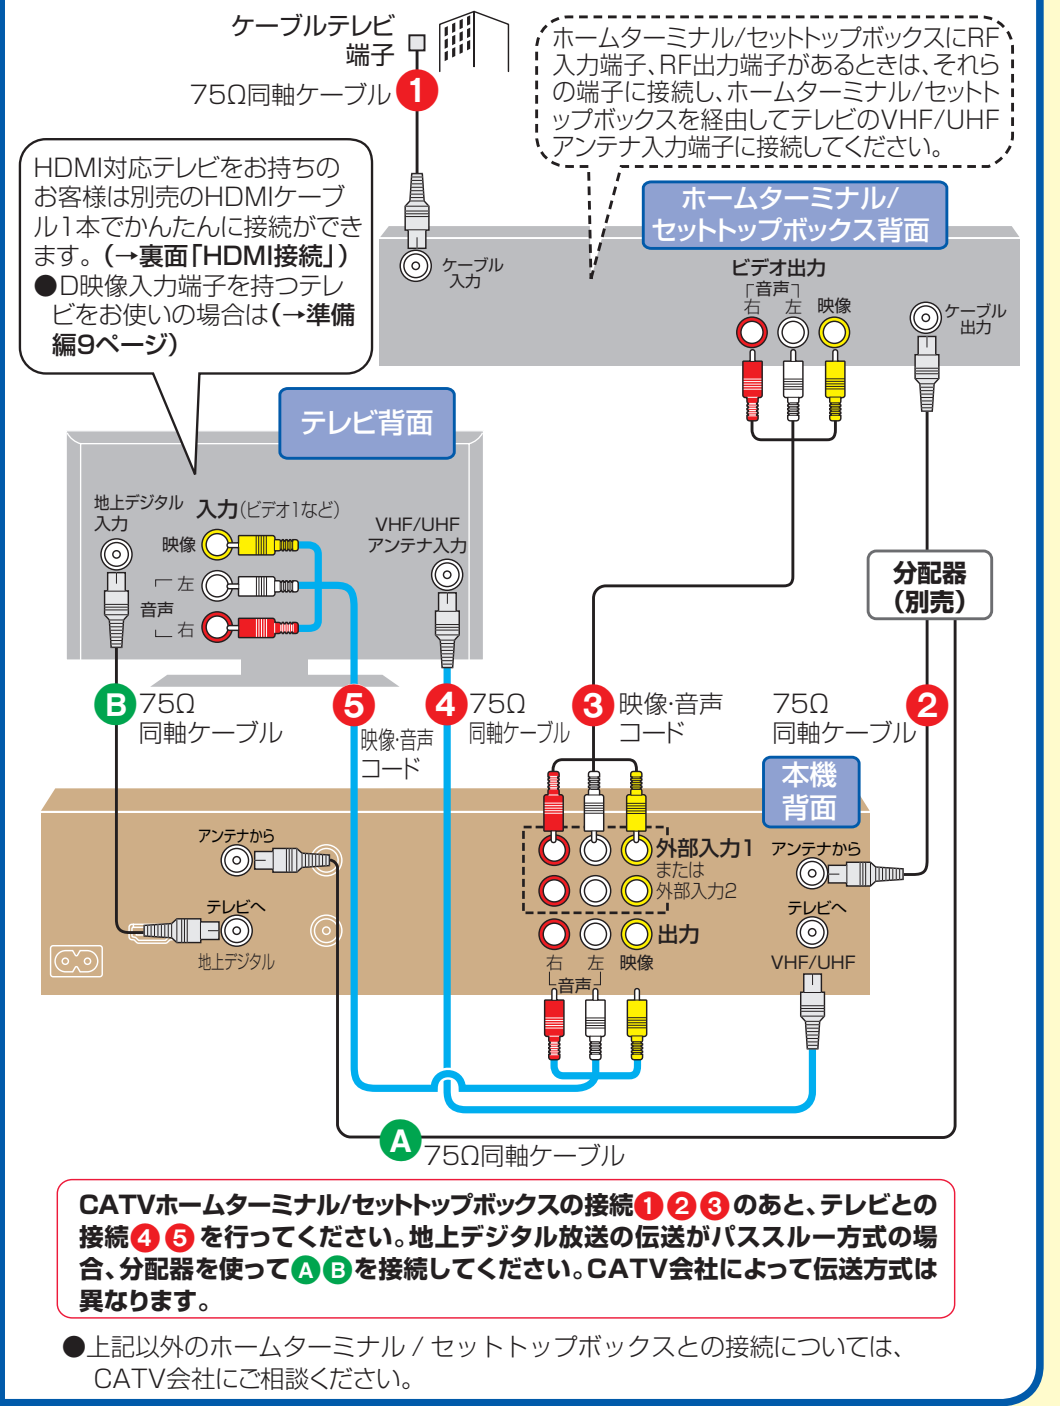 ケーブルテレビ
端子
75Ω同軸ケーブル
1
ホームターミナル/セットトップボックスにRF
入力端子、RF出力端子があるときは、それら
の端子に接続し、ホームターミナル/セットト
ップボックスを経由してテレビのVHF/UHF
アンテナ入力端子に接続してください。
HDMI対応テレビをお持ちの
お客様は別売のHDMIケーブ
ル1本でかんたんに接続ができ
ます。(→裏面「HDMI接続」)
●D映像入力端子を持つテレ
ビをお使いの場合は(→準備
編9ページ)
ホームターミナル/
セットトップボックス背面
ケーブル
入力
ビデオ出力
「音声┐
右 左 映像
ケーブル
出力
テレビ背面
地上デジタル
入力
入力(ビデオ1など)
映像
左
音声
右
VHF/UHF
アンテナ入力
分配器
(別売)
B 75Ω
同軸ケーブル
5
映像・音声
コード
4 75Ω
同軸ケーブル
3 映像・音声
コード
75Ω
同軸ケーブル
2
本機
背面
アンテナから
テレビへ
地上デジタル
外部入力1
または
外部入力2
出力
右 左 映像
└音声┘
アンテナから
テレビへ
VHF/UHF
A
75Ω同軸ケーブル
CATVホームターミナル/セットトップボックスの接続1 2 3のあと、テレビとの
接続4 5を行ってください。地上デジタル放送の伝送がパススルー方式の場
合、分配器を使ってA Bを接続してください。CATV会社によって伝送方式は
異なります。
●上記以外のホームターミナル / セットトップボックスとの接続については、
CATV会社にご相談ください。